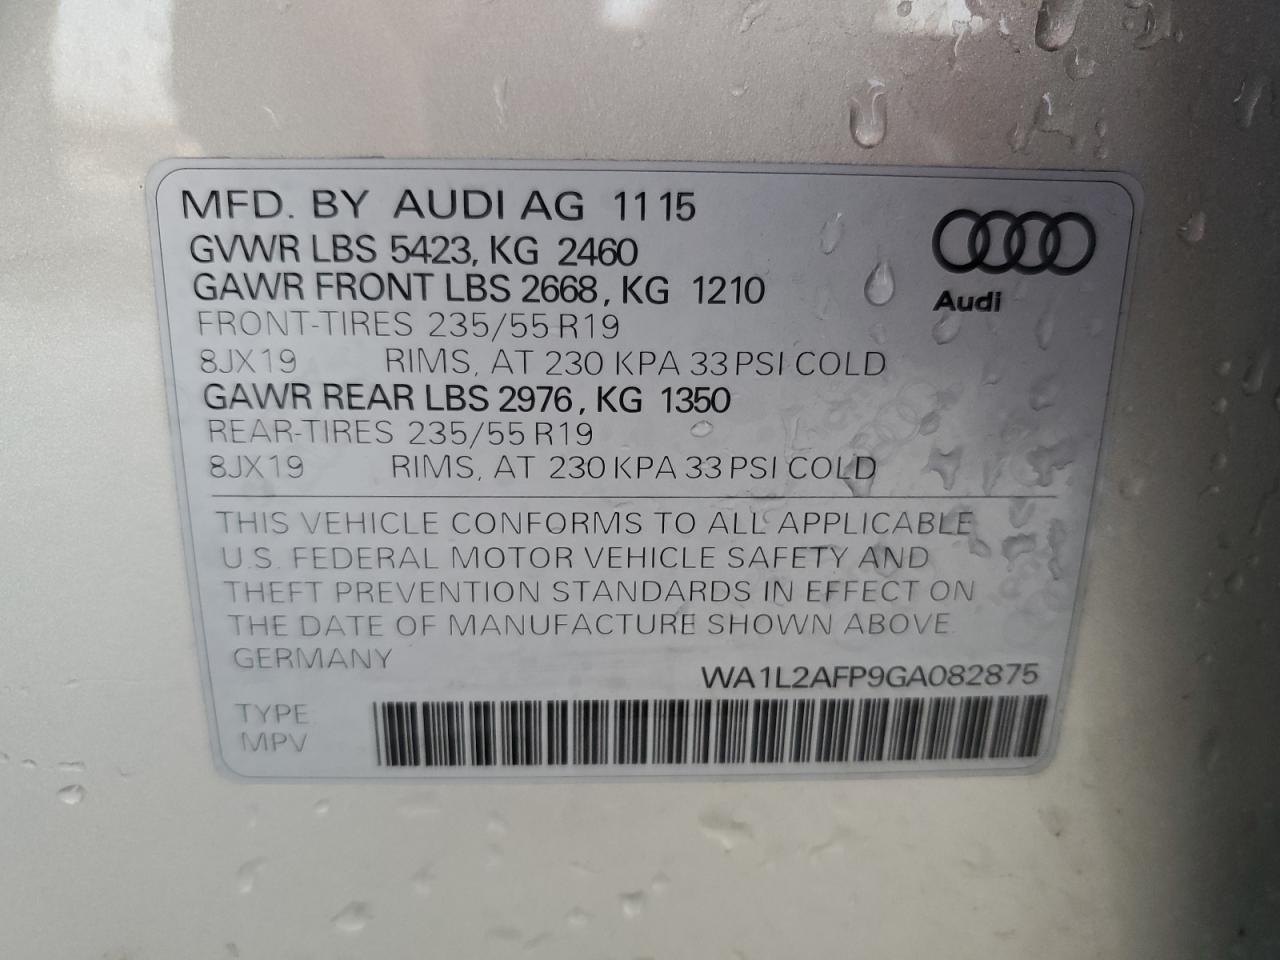 MFD. BY AUDI AG 11 15
GVWR LBS 5423, KG 2460
GAWR FRONT LBS 2668, KG 1210
FRONT-TIRES 235/55 R19
8JX19 RIMS, AT 230 KPA 33 PSI COLD
GAWR REAR LBS 2976, KG 1350
REAR-TIRES 235/55 R19
8JX19 RIMS, AT 230 KPA 33 PSI COLD
Audi
THIS VEHICLE CONFORMS TO ALL APPLICABLE
U.S. FEDERAL MOTOR VEHICLE SAFETY AND
THEFT PREVENTION STANDARDS IN EFFECT ON
THE DATE OF MANUFACTURE SHOWN ABOVE.
GERMANY
WA1L2AFP9GA082875
TYPE
MPV